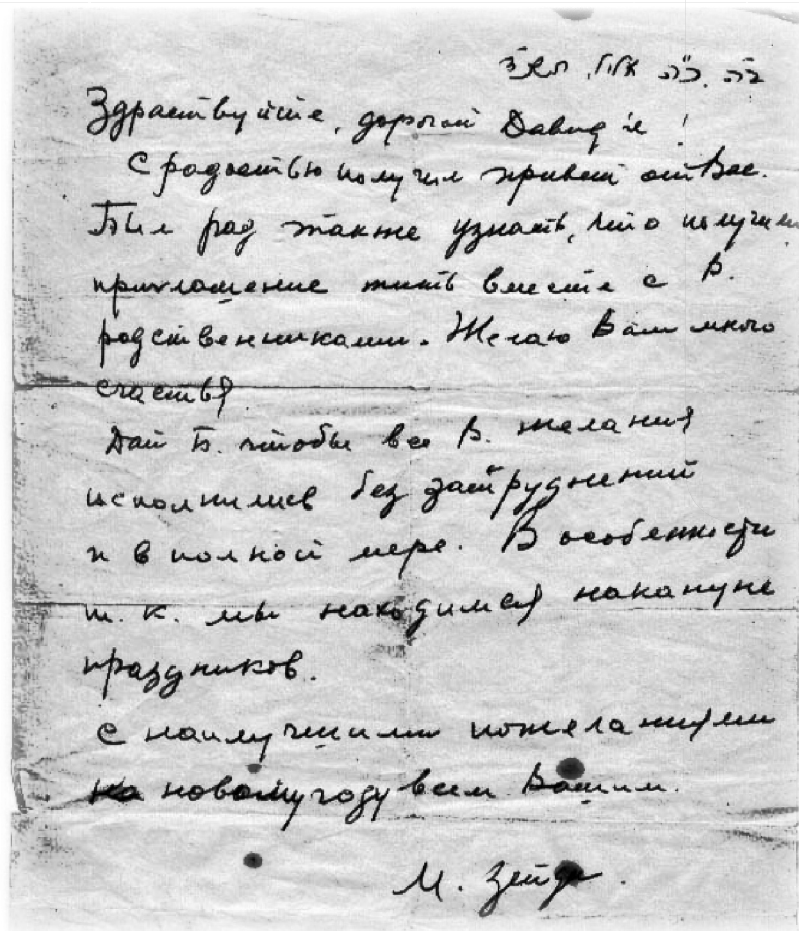 ב"ה, כ"ה אלול,
Здраствуйте, дорогой Давид'е!
С радостью получил привет от Вас.
Был рад также узнать, что получили
приглашение жить вместе с В.
родственниками. Желаю Вам много
счастья
Дай Б. чтобы все В. желания
исполнились без затруднений
и в полной мере. В особенности
т. к. мы находимся накануне
праздников.
С наилучшими пожеланиями
новому году всем Вашим.
М.